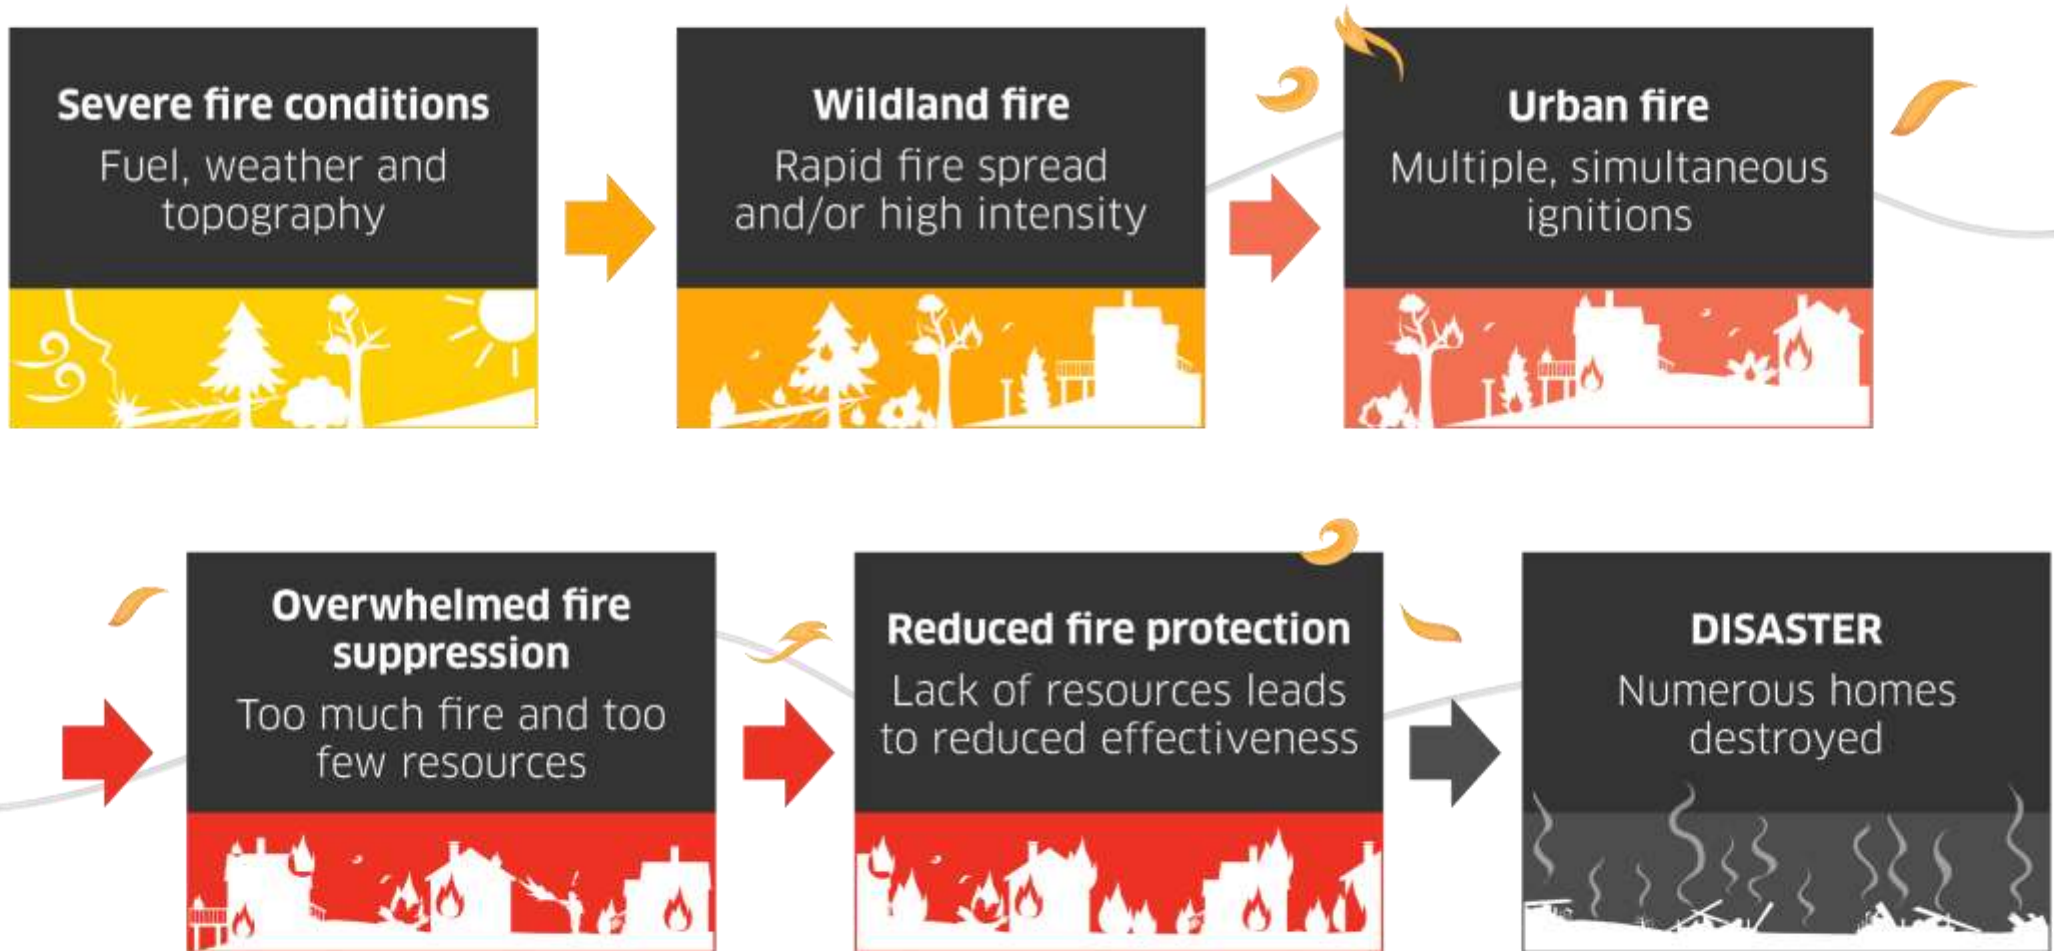 Severe fire conditions
Fuel, weather and
topography
Wildland fire
Rapid fire spread
and/or high intensity
Urban fire
Multiple, simultaneous
ignitions
Overwhelmed fire
suppression
Too much fire and too
few resources
Reduced fire protection
Lack of resources leads
to reduced effectiveness
DISASTER
Numerous homes
destroyed